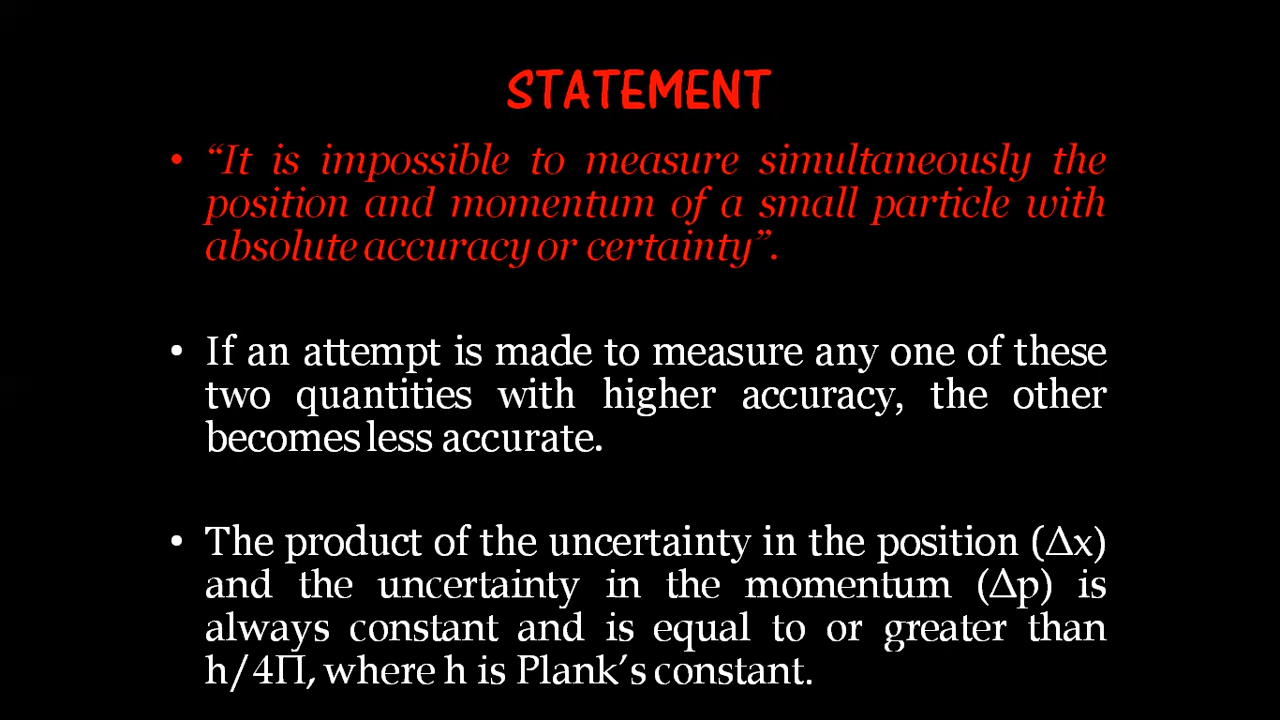 STATEMENT
• “It is impossible to measure simultaneously the
position and momentum of a small particle with
absolute accuracy or certainty”.
• If an attempt is made to measure any one of these
two quantities with higher accuracy, the other
becomes less accurate.
• The product of the uncertainty in the position (Δx)
and the uncertainty in the momentum (Δp) is
always constant and is equal to or greater than
h/4Π, where h is Plank’s constant.